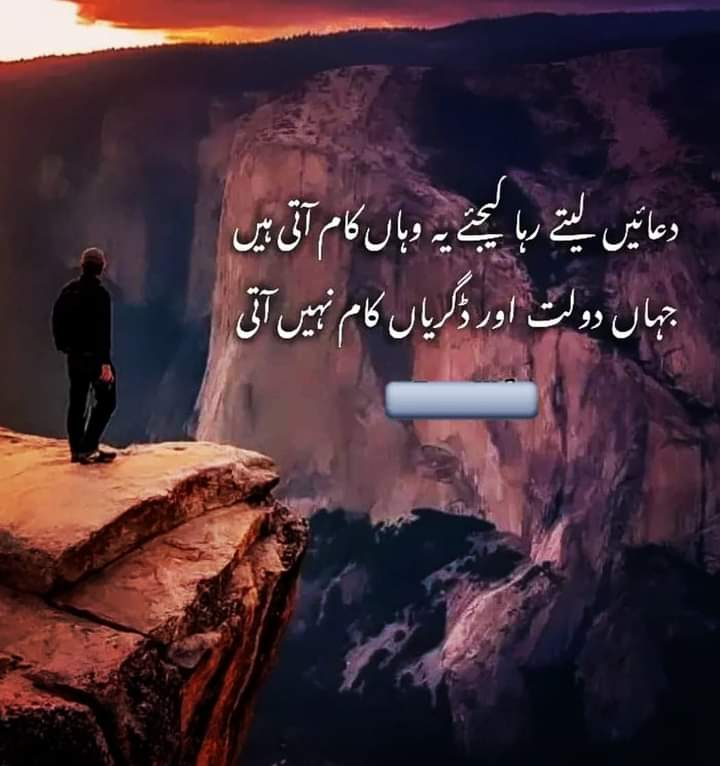 دعائیں لیتے رہا کیجئے یہ وہاں کام آتی ہیں
جہاں دولت اور ڈگریاں کام نہیں آتی